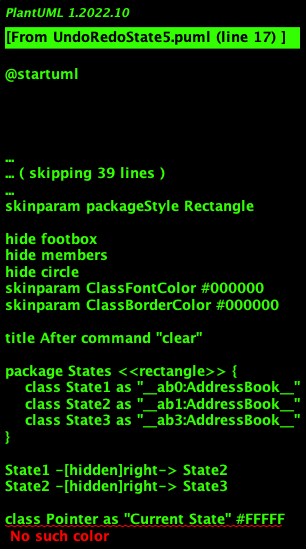 PlantUML 1.2022.10
[From UndoRedoState5.puml (line 17) ]
@startuml
...
... ( skipping 39 lines )
...
skinparam packageStyle Rectangle
hide footbox
hide members
hide circle
skinparam ClassFontColor #000000
skinparam ClassBorderColor #000000
title After command "clear"
package States <<rectangle>> {
class State1 as "__ab0:AddressBook__"
class State2 as "__ab1:AddressBook__"
class State3 as "__ab3:AddressBook__"
}
State1 -[hidden]right-> State2
State2 -[hidden]right-> State3
class Pointer as "Current State" #FFFFF
No such color